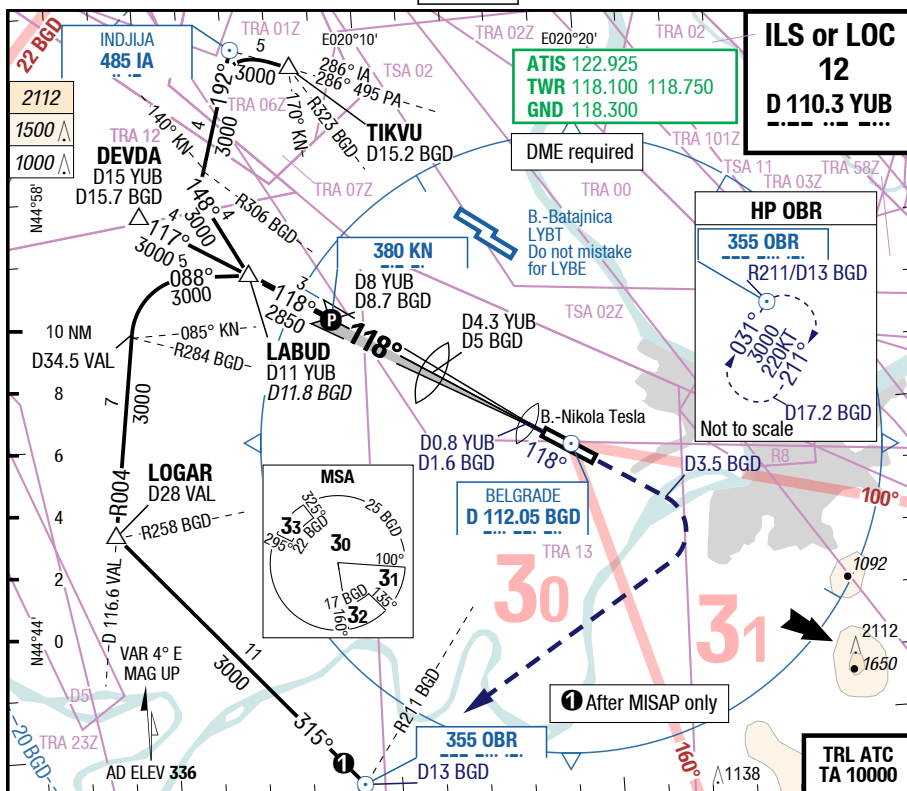 22 BGD
INDJIJA
485 IA
2112
1500
1000
TRA 01Z
E020°10'
5
3000
286° IA
286° 495 PA
192°
4
3000
TRA 06Z
140° KN
170° KN
R323 BGD
TIKVU
D15.2 BGD
TSA 02
TRA 02Z
E020°20'
TRA 02
ATIS 122.925
TWR 118.100 118.750
GND 118.300
ILS or LOC
12
D 110.3 YUB
DME required
TRA 101Z
TSA 11
TRA 58Z
TRA 03Z
TRA 00
TRA 12
DEVDA
D15 YUB
D15.7 BGD
TRA 07Z
N44°58'
148°
4
3000
R306 BGD
4
117°
3000
5
088°
3000
380 KN
D8 YUB
D8.7 BGD
B.-Batajnica
LYBT
Do not mistake
for LYBE
HP OBR
355 OBR
R211/D13 BGD
031°
3000
220KT
211°
D17.2 BGD
Not to scale
TSA 02Z
3
118°
2850
P
118°
D4.3 YUB
D5 BGD
LABUD
D11 YUB
D11.8 BGD
10 NM
D34.5 VAL
085° KN
R284 BGD
8
7
3000
6
R004
LOGAR
D28 VAL
R258 BGD
4
2
0
N44°44'
D 116.6 VAL
B.-Nikola Tesla
D0.8 YUB
D1.6 BGD
118°
D3.5 BGD
R8
100°
BELGRADE
D 112.05 BGD
TRA 13
MSA
325°
33
22 BGD
295°
25 BGD
30
100°
31
135°
17 BGD
32
160°
30
31
1092
2112
1650
VAR 4° E
MAG UP
11
3000
315°
1
R211 BGD
1 After MISAP only
D5
TRA 23Z
20 BGD
AD ELEV 336
355 OBR
D13 BGD
160°
1138
TRL ATC
TA 10000